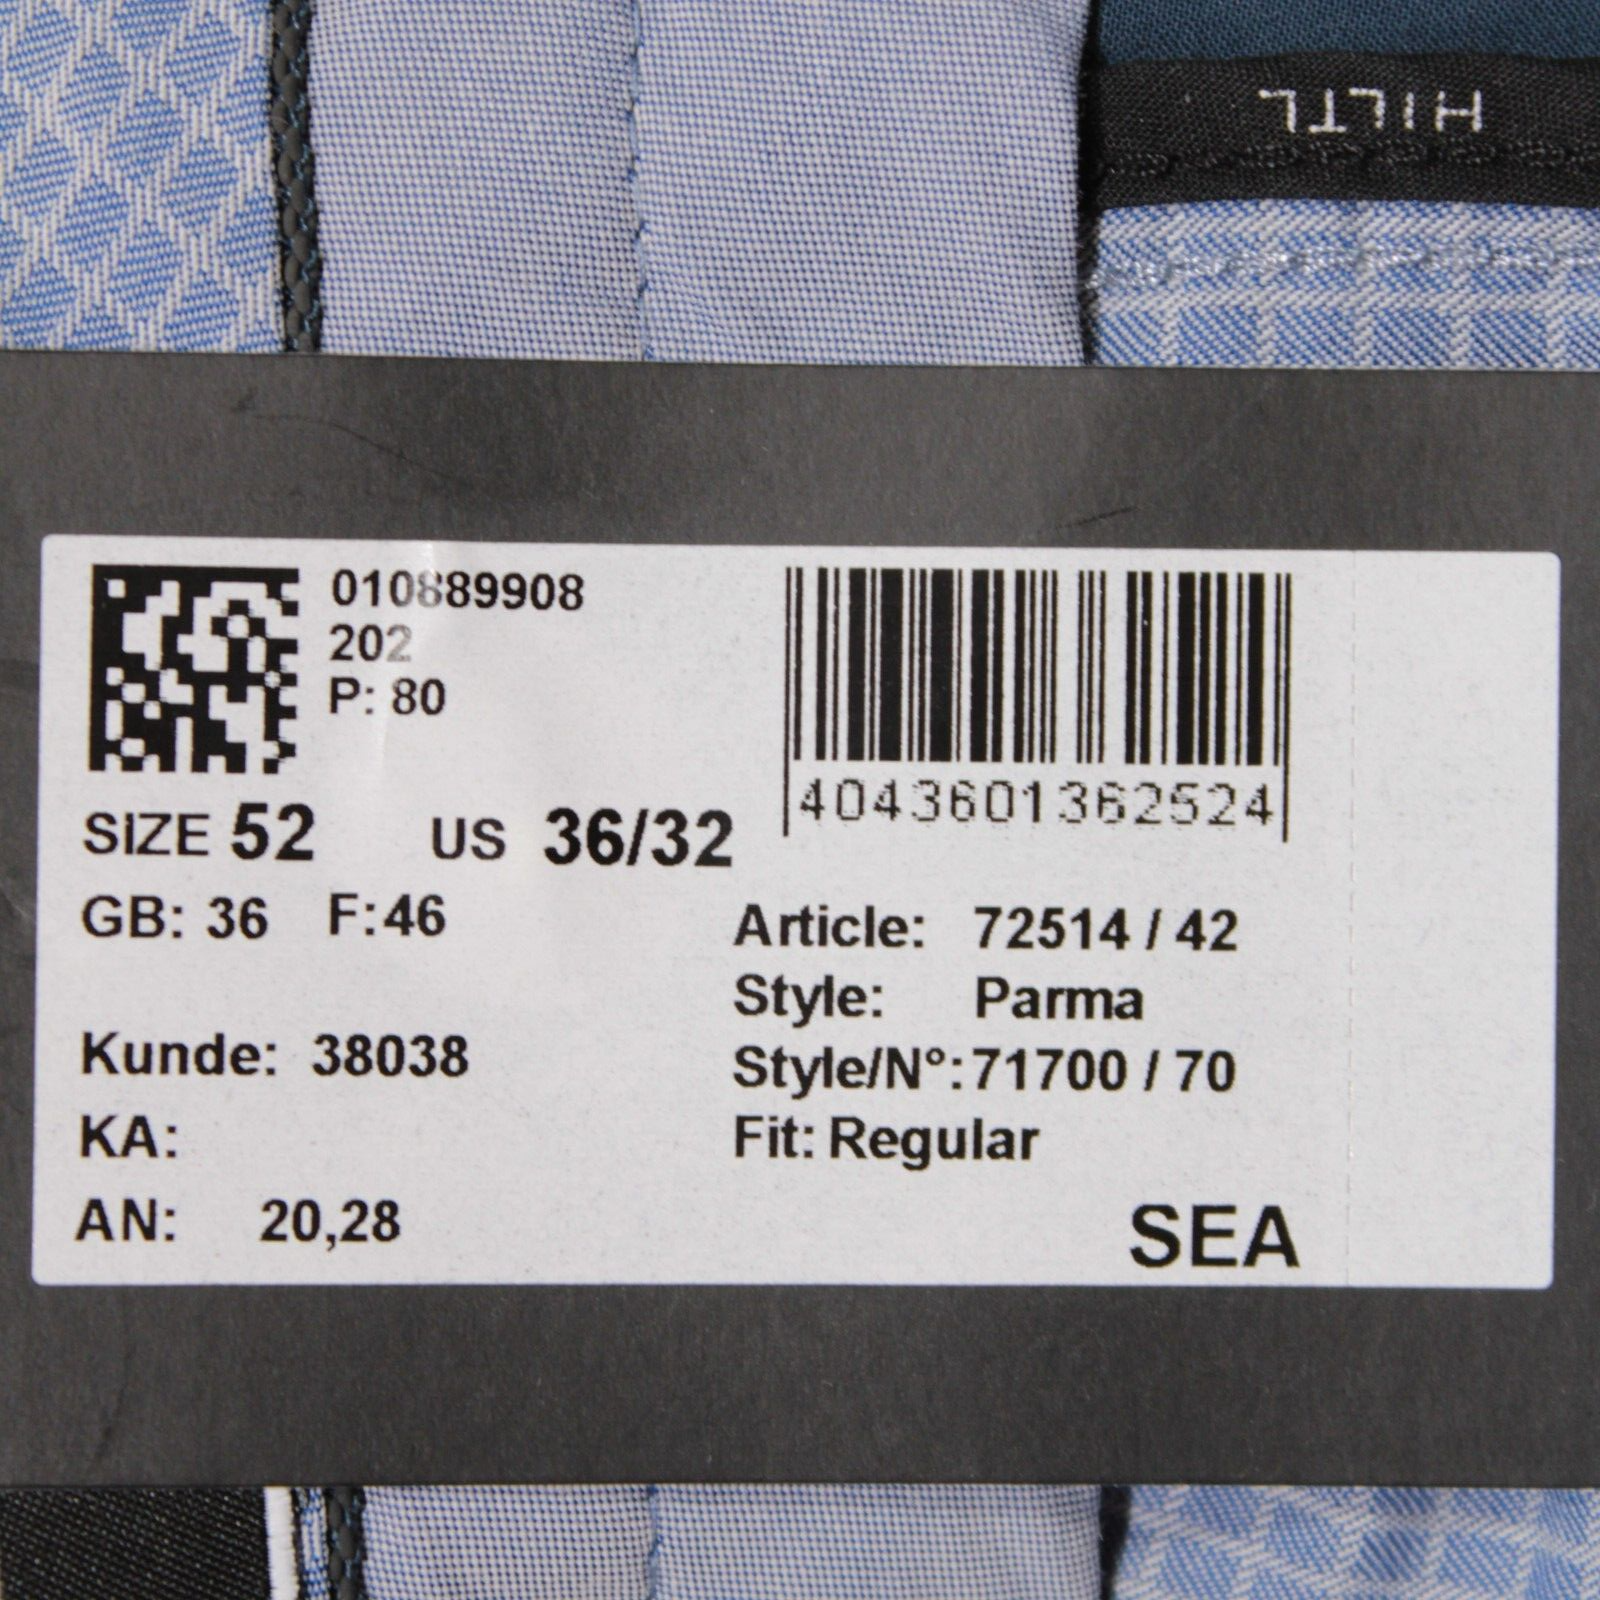 HILTL
010889908
202
P: 80
4043601362524
SIZE 52 US 36/32
GB: 36 F:46
Article: 72514 / 42
Style: Parma
Kunde: 38038
Style/N°:71700 / 70
KA:
Fit: Regular
AN: 20,28
SEA